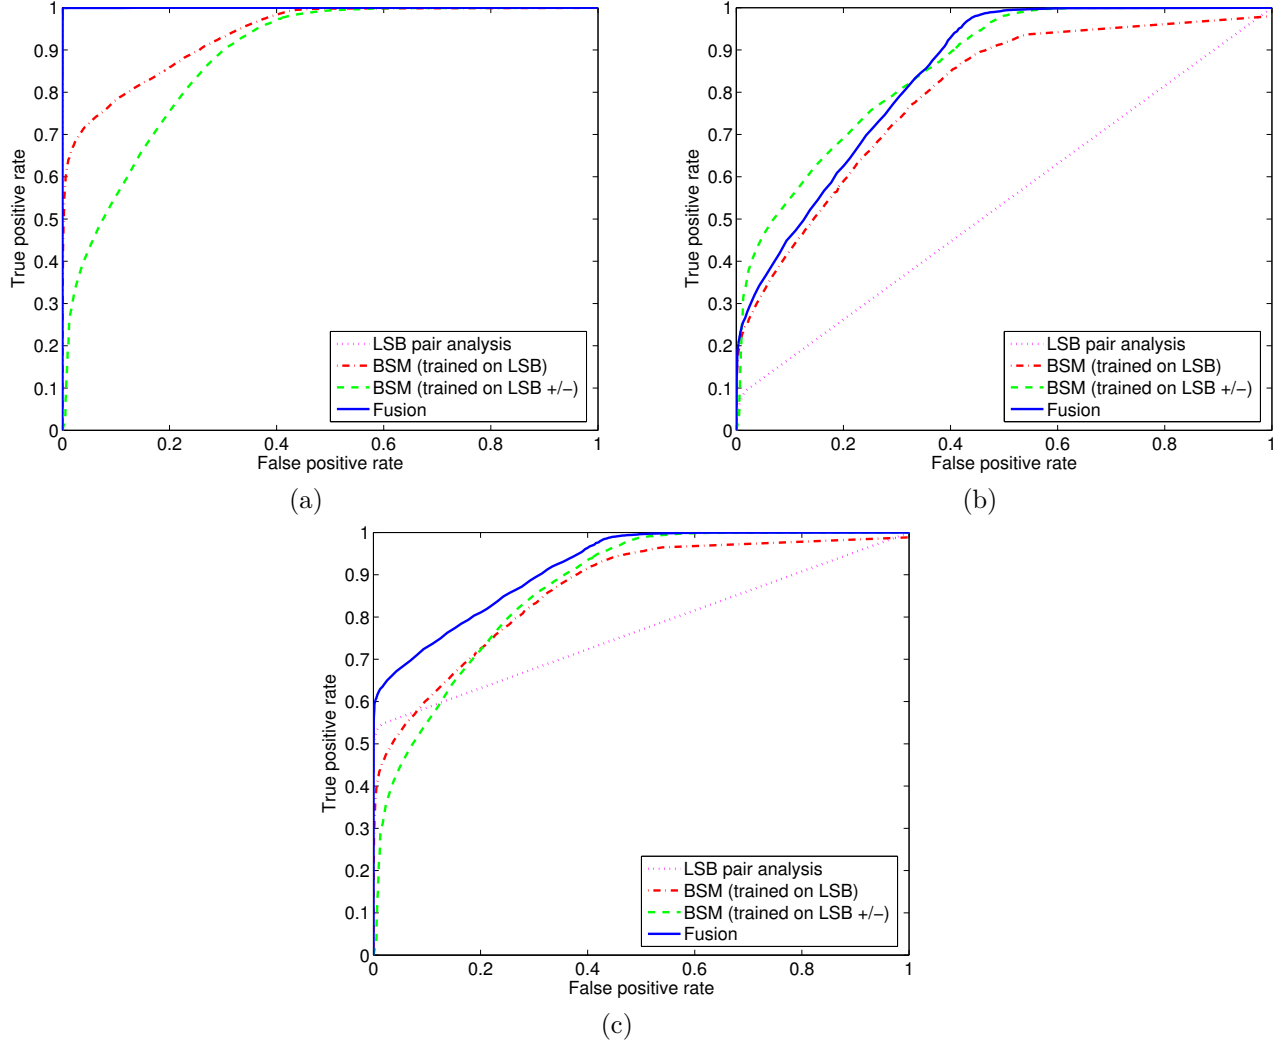 1
0.9
0.8
0.7
0.6
0.5
0.4
0.3
0.2
0.1
0
True positive rate
LSB pair analysis
BSM (trained on LSB)
BSM (trained on LSB +/−)
Fusion
0 0.2 0.4 0.6 0.8 1
False positive rate
(a)
1
0.9
0.8
0.7
0.6
0.5
0.4
0.3
0.2
0.1
0
True positive rate
LSB pair analysis
BSM (trained on LSB)
BSM (trained on LSB +/−)
Fusion
0 0.2 0.4 0.6 0.8 1
False positive rate
(b)
1
0.9
0.8
0.7
0.6
0.5
0.4
0.3
0.2
0.1
0
True positive rate
LSB pair analysis
BSM (trained on LSB)
BSM (trained on LSB +/−)
Fusion
0 0.2 0.4 0.6 0.8 1
False positive rate
(c)